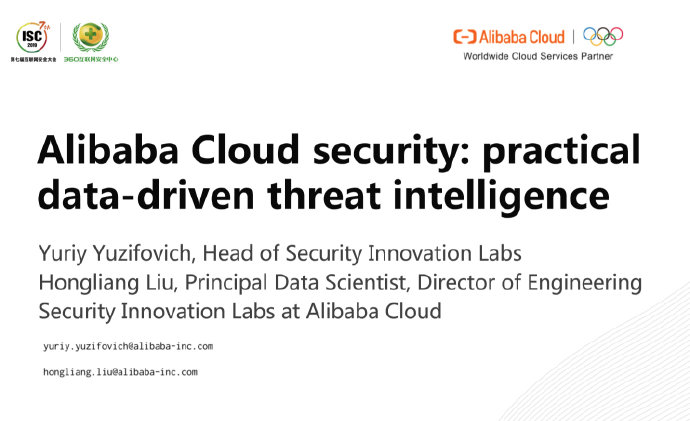 7th
ISC
2019
第七届互联网安全大会
360互联网安全中心
Alibaba Cloud
Worldwide Cloud Services Partner
Alibaba Cloud security: practical
data-driven threat intelligence
Yuriy Yuzifovich, Head of Security Innovation Labs
Hongliang Liu, Principal Data Scientist, Director of Engineering
Security Innovation Labs at Alibaba Cloud
yuriy.yuzifovich@alibaba-inc.com
hongliang.liu@alibaba-inc.com